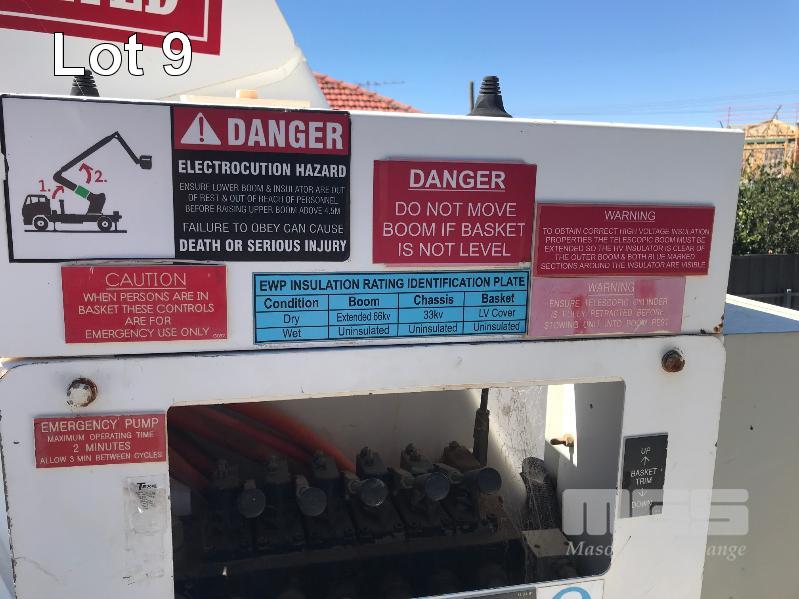 Lot 9
DANGER
ELECTROCUTION HAZARD
ENSURE LOWER BOOM & INSULATOR ARE OUT
OF REST & OUT OF REACH OF PERSONNEL
BEFORE RAISING UPPER BOOM ABOVE 4.5M
FAILURE TO OBEY CAN CAUSE
DEATH OR SERIOUS INJURY
1.
2.
DANGER
DO NOT MOVE
BOOM IF BASKET
IS NOT LEVEL
WARNING
TO OBTAIN CORRECT HIGH VOLTAGE INSULATION
PROPERTIES THE TELESCOPIC BOOM MUST BE
EXTENDED SO THE HV INSULATOR IS CLEAR OF
THE OUTER BOOM & BOTH BLUE MARKED
SECTIONS AROUND THE INSULATOR ARE VISIBLE
CAUTION
WHEN PERSONS ARE IN
BASKET THESE CONTROLS
ARE FOR
EMERGENCY USE ONLY
EWP INSULATION RATING IDENTIFICATION PLATE
Condition Boom Chassis Basket
Dry Extended 66kv 33kv LV Cover
Wet Uninsulated Uninsulated Uninsulated
WARNING
ENSURE TELESCOPIC CYLINDER
IS FULLY RETRACTED BEFORE
STOWING UNIT INTO BOOM REST
EMERGENCY PUMP
MAXIMUM OPERATING TIME
2 MINUTES
ALLOW 3 MIN BETWEEN CYCLES
UP
BASKET
TRIM
DOWN